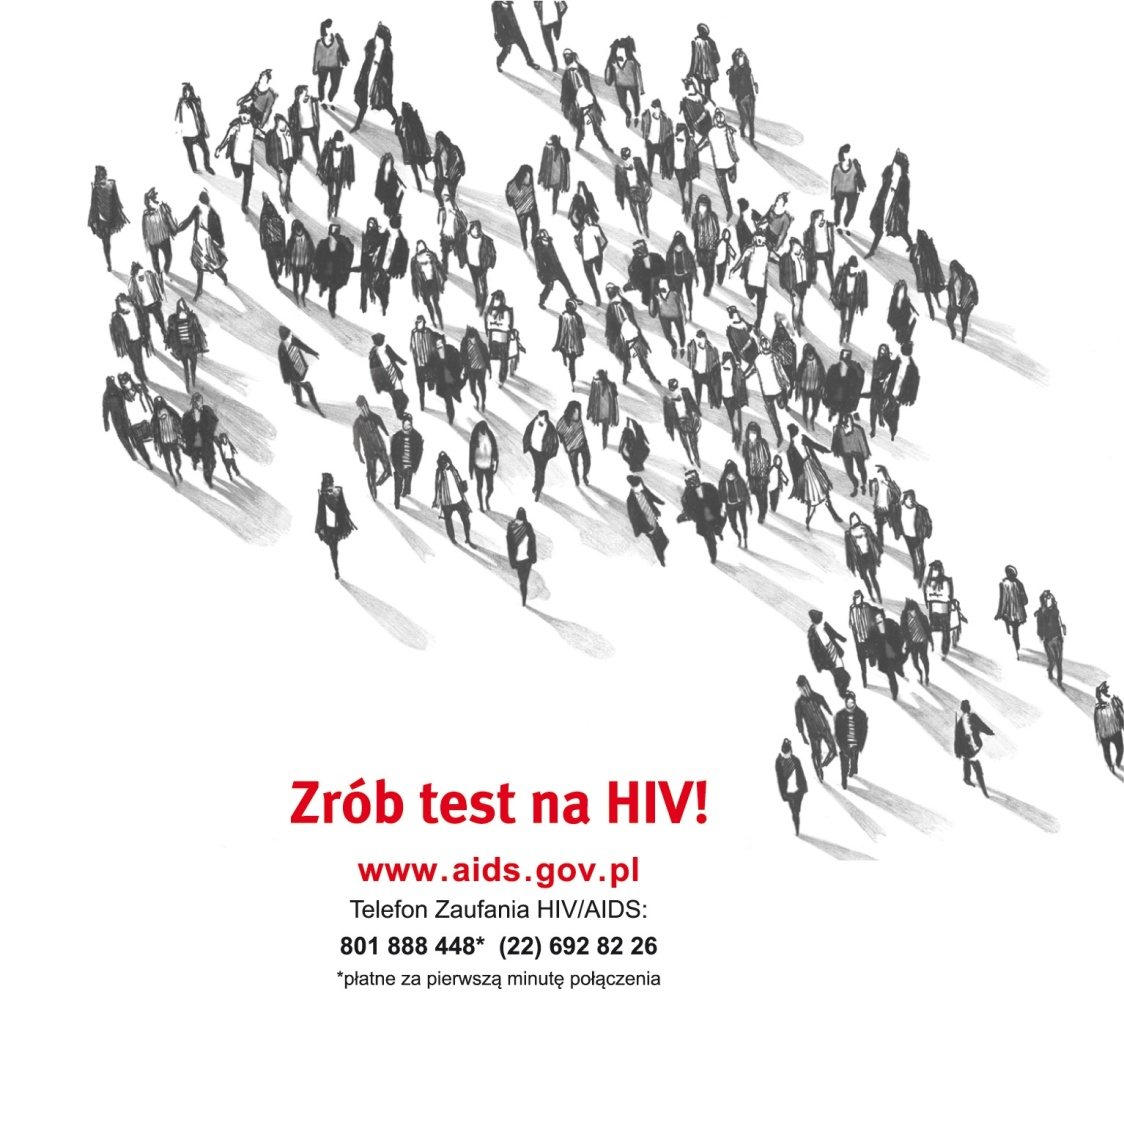 Zrób test na HIV!
www.aids.gov.pl
Telefon Zaufania HIV/AIDS:
801 888 448* (22) 692 82 26
*płatne za pierwszą minutę połączenia